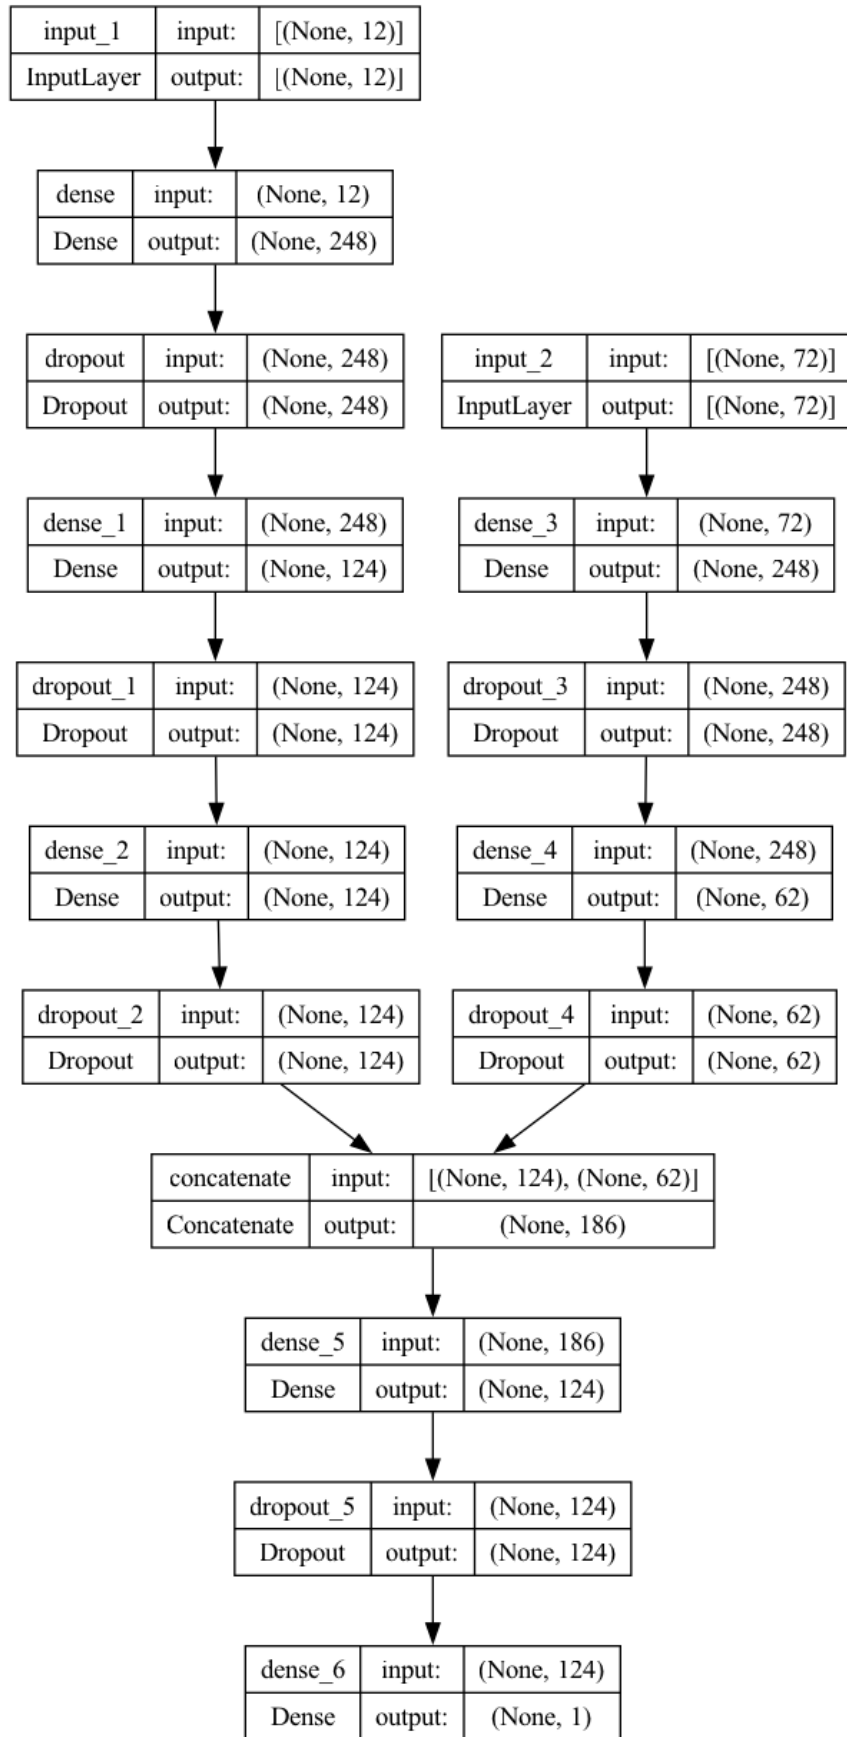 input_1 input: [(None, 12)]
InputLayer output: [(None, 12)]
dense input: (None, 12)
Dense output: (None, 248)
dropout input: (None, 248)
Dropout output: (None, 248)
input_2 input: [(None, 72)]
InputLayer output: [(None, 72)]
dense_1 input: (None, 248)
Dense output: (None, 124)
dense_3 input: (None, 72)
Dense output: (None, 248)
dropout_1 input: (None, 124)
Dropout output: (None, 124)
dropout_3 input: (None, 248)
Dropout output: (None, 248)
dense_2 input: (None, 124)
Dense output: (None, 124)
dense_4 input: (None, 248)
Dense output: (None, 62)
dropout_2 input: (None, 124)
Dropout output: (None, 124)
dropout_4 input: (None, 62)
Dropout output: (None, 62)
concatenate input: [(None, 124), (None, 62)]
Concatenate output: (None, 186)
dense_5 input: (None, 186)
Dense output: (None, 124)
dropout_5 input: (None, 124)
Dropout output: (None, 124)
dense_6 input: (None, 124)
Dense output: (None, 1)